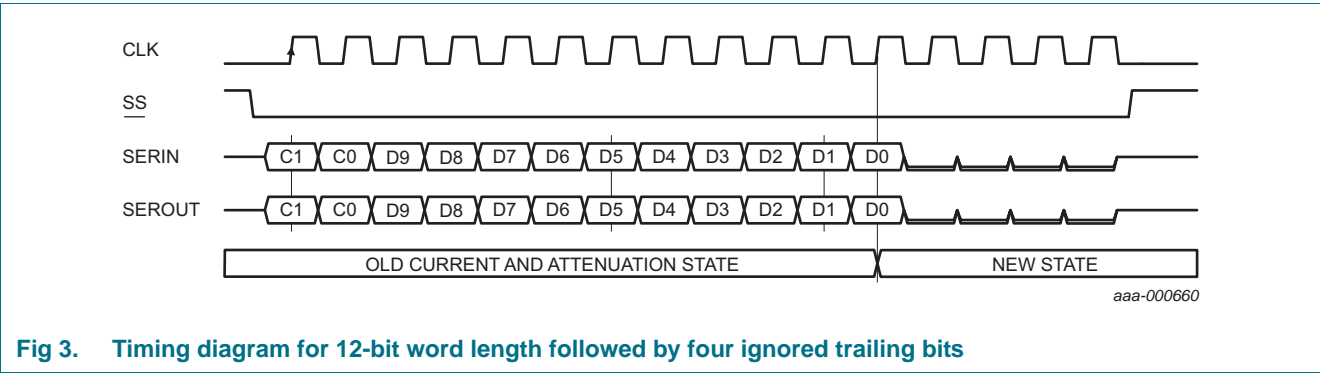 CLK
SS
SERIN C1 C0 D9 D8 D7 D6 D5 D4 D3 D2 D1 D0
SEROUT C1 C0 D9 D8 D7 D6 D5 D4 D3 D2 D1 D0
OLD CURRENT AND ATTENUATION STATE NEW STATE
aaa-000660
Fig 3. Timing diagram for 12-bit word length followed by four ignored trailing bits